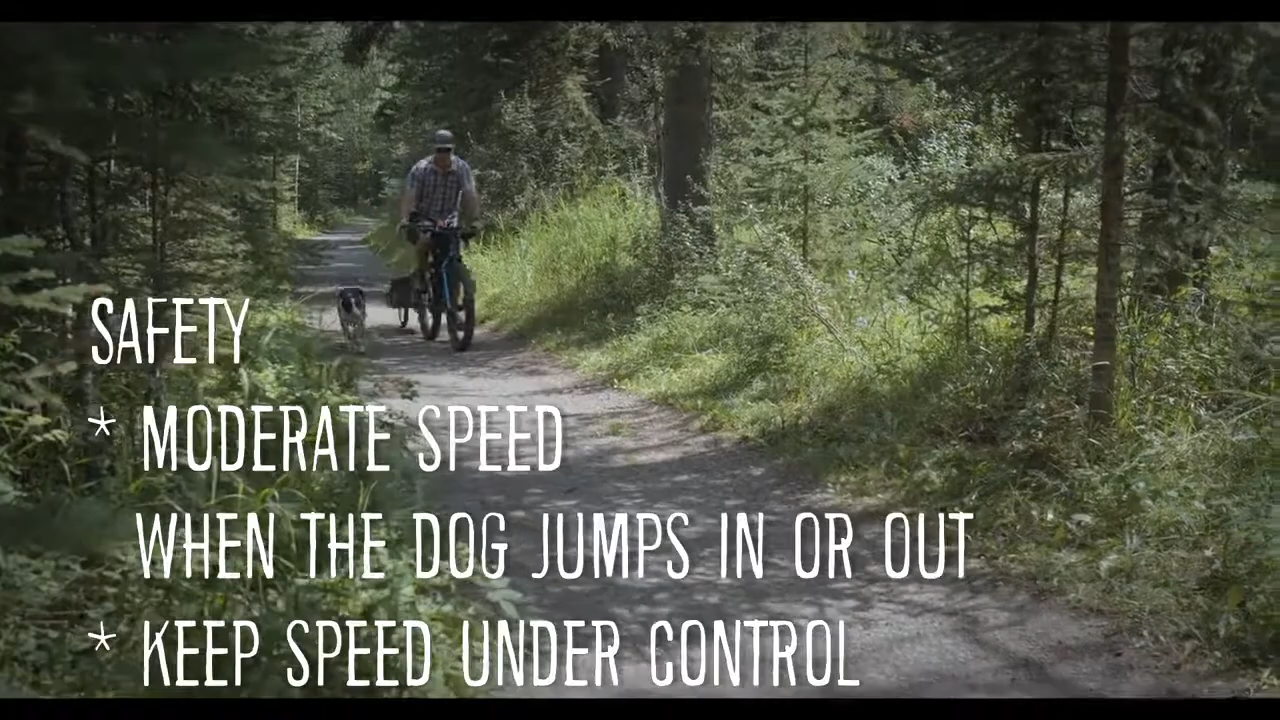 SAFETY
* MODERATE SPEED
WHEN THE DOG JUMPS IN OR OUT
* KEEP SPEED UNDER CONTROL